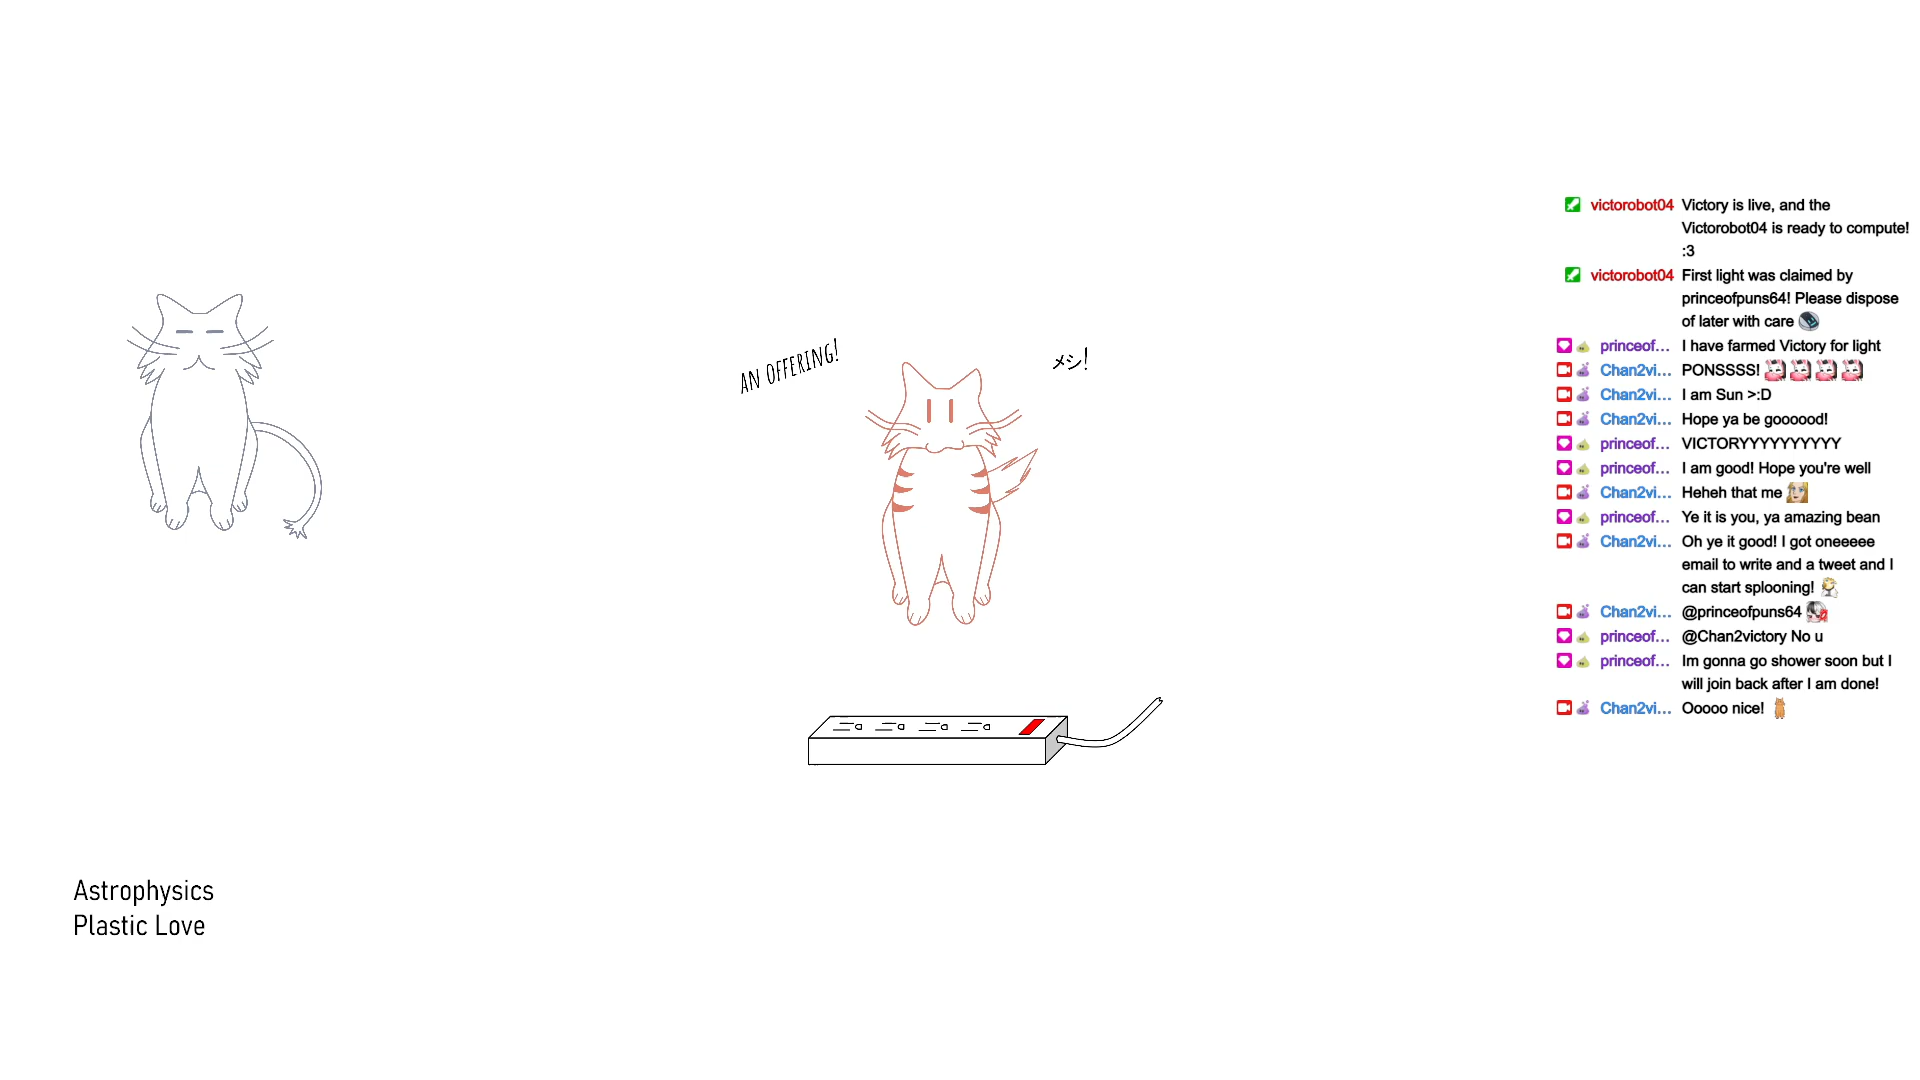 AN OFFERING!
メシ!
Astrophysics
Plastic Love
victorobot04 Victory is live, and the
Victorobot04 is ready to compute!
:3
victorobot04 First light was claimed by
princeofpuns64! Please dispose
of later with care
princeof... I have farmed Victory for light
Chan2vi... PONSSSS!
Chan2vi... I am Sun >:D
Chan2vi... Hope ya be goooood!
princeof... VICTORYYYYYYYYYY
princeof... I am good! Hope you're well
Chan2vi... Heheh that me
princeof... Ye it is you, ya amazing bean
Chan2vi... Oh ye it good! I got oneeeee
email to write and a tweet and I
can start splooning!
Chan2vi... @princeofpuns64
princeof... @Chan2victory No u
princeof... Im gonna go shower soon but I
will join back after I am done!
Chan2vi... Ooooo nice!